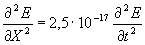 ∂²E/∂X² = 2,5·10⁻¹⁷ ∂²E/∂t²